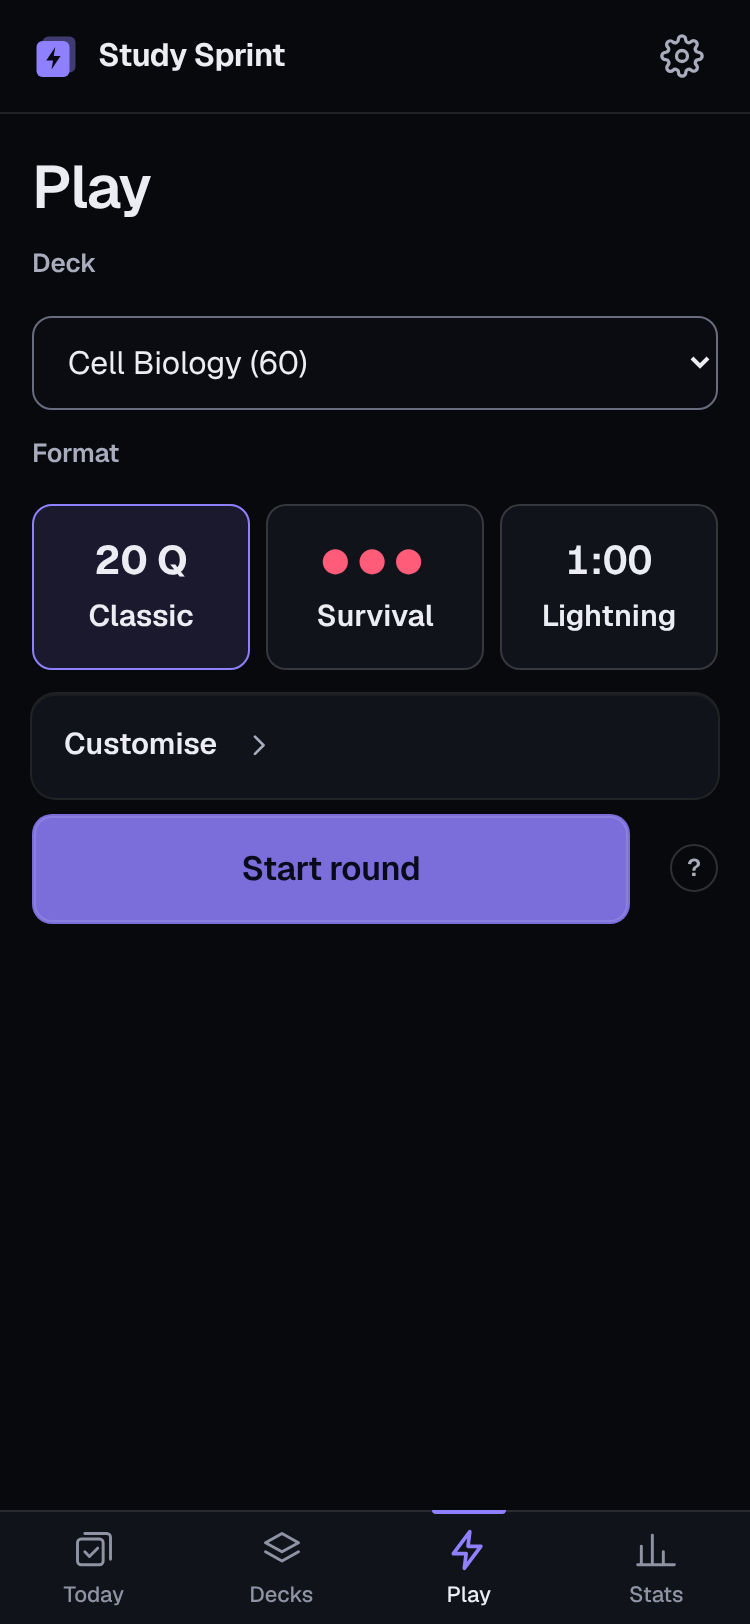 Study Sprint
Play
Deck
Cell Biology (60)
Format
20 Q
Classic
Survival
1:00
Lightning
Customise
Start round
?
Today
Decks
Play
Stats